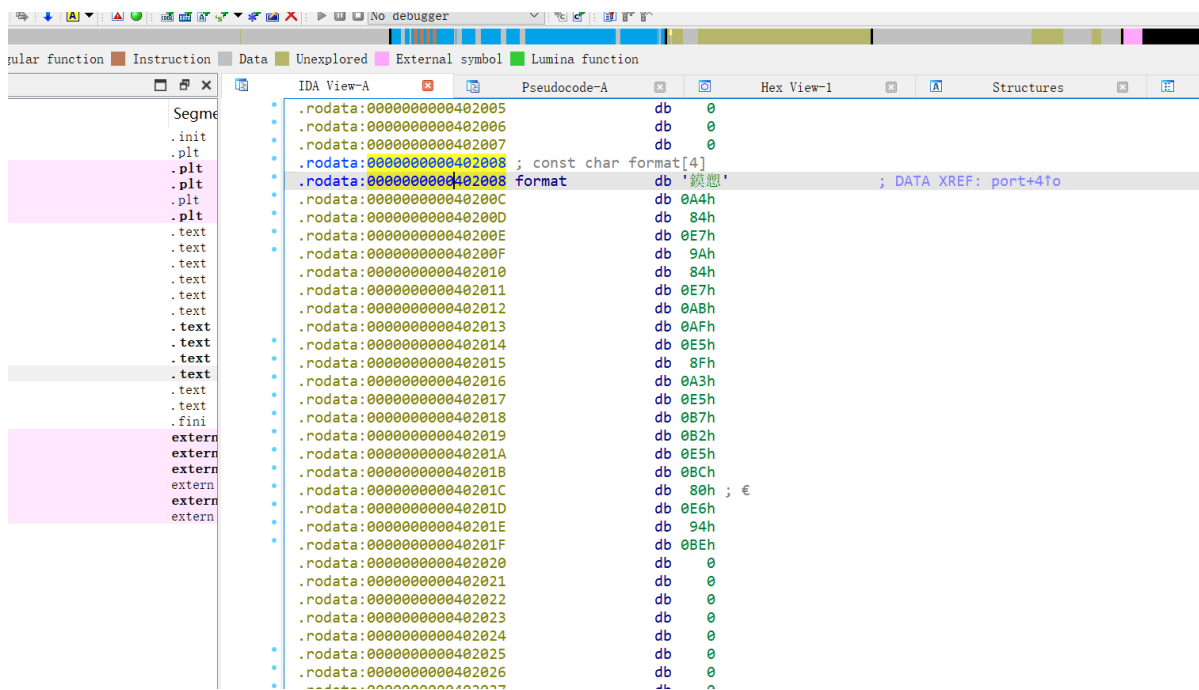 No debugger
gular function Instruction Data Unexplored External symbol Lumina function
IDA View-A Pseudocode-A Hex View-1 Structures
Segme
.init
.plt
.plt
.plt
.plt
.plt
.text
.text
.text
.text
.text
.text
.text
.text
.text
.text
.text
.text
.fini
extern
extern
extern
extern
extern
extern
.rodata:0000000000402005 db 0
.rodata:0000000000402006 db 0
.rodata:0000000000402007 db 0
.rodata:0000000000402008 ; const char format[4]
.rodata:0000000000402008 format db '鏌愬' ; DATA XREF: port+4↑o
.rodata:000000000040200C db 0A4h
.rodata:000000000040200D db 84h
.rodata:000000000040200E db 0E7h
.rodata:000000000040200F db 9Ah
.rodata:0000000000402010 db 84h
.rodata:0000000000402011 db 0E7h
.rodata:0000000000402012 db 0ABh
.rodata:0000000000402013 db 0AFh
.rodata:0000000000402014 db 0E5h
.rodata:0000000000402015 db 8Fh
.rodata:0000000000402016 db 0A3h
.rodata:0000000000402017 db 0E5h
.rodata:0000000000402018 db 0B7h
.rodata:0000000000402019 db 0B2h
.rodata:000000000040201A db 0E5h
.rodata:000000000040201B db 0BCh
.rodata:000000000040201C db 80h ; €
.rodata:000000000040201D db 0E6h
.rodata:000000000040201E db 94h
.rodata:000000000040201F db 0BEh
.rodata:0000000000402020 db 0
.rodata:0000000000402021 db 0
.rodata:0000000000402022 db 0
.rodata:0000000000402023 db 0
.rodata:0000000000402024 db 0
.rodata:0000000000402025 db 0
.rodata:0000000000402026 db 0